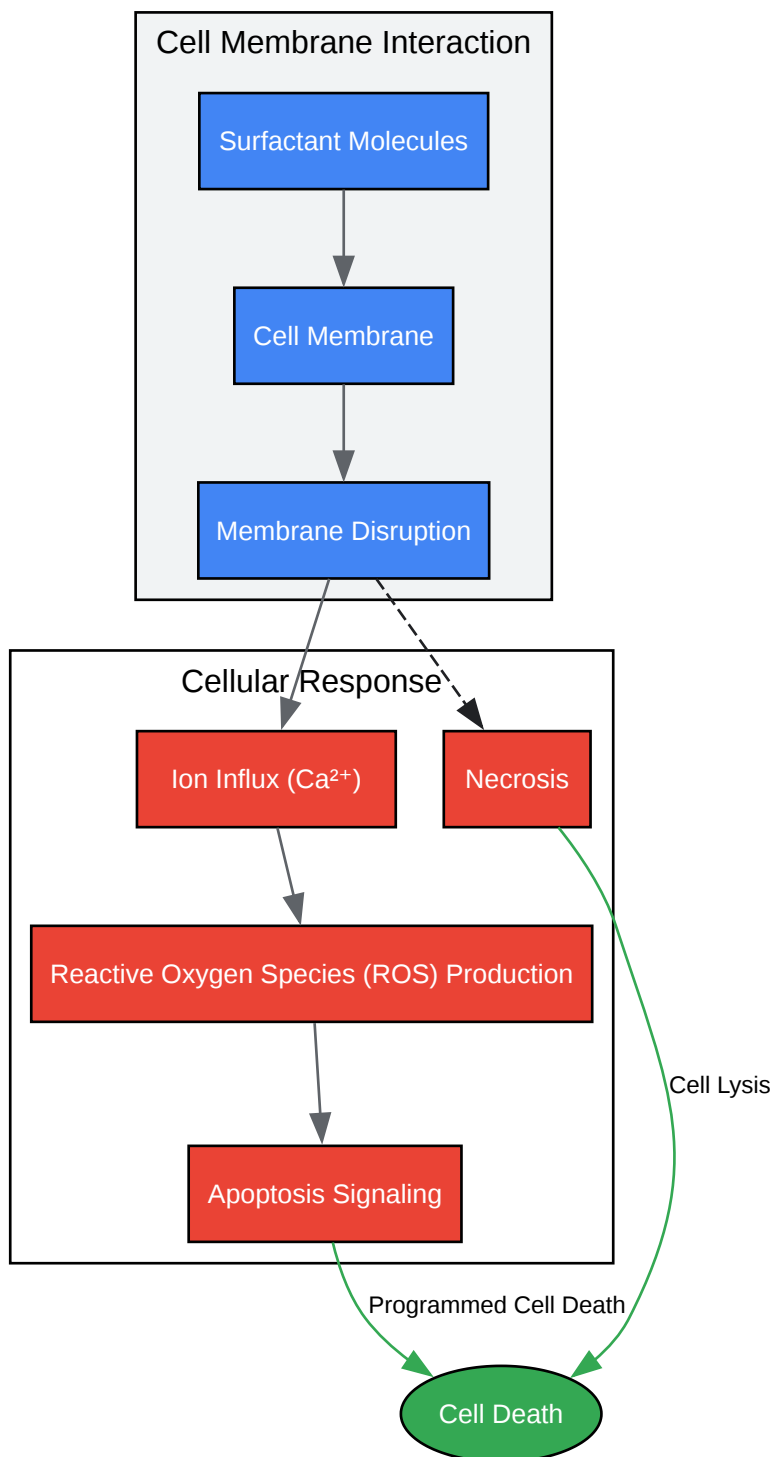 Cell Membrane Interaction
Surfactant Molecules
Cell Membrane
Membrane Disruption
Cellular Response
Ion Influx (Ca²⁺)
Necrosis
Reactive Oxygen Species (ROS) Production
Cell Lysis
Apoptosis Signaling
Programmed Cell Death
Cell Death